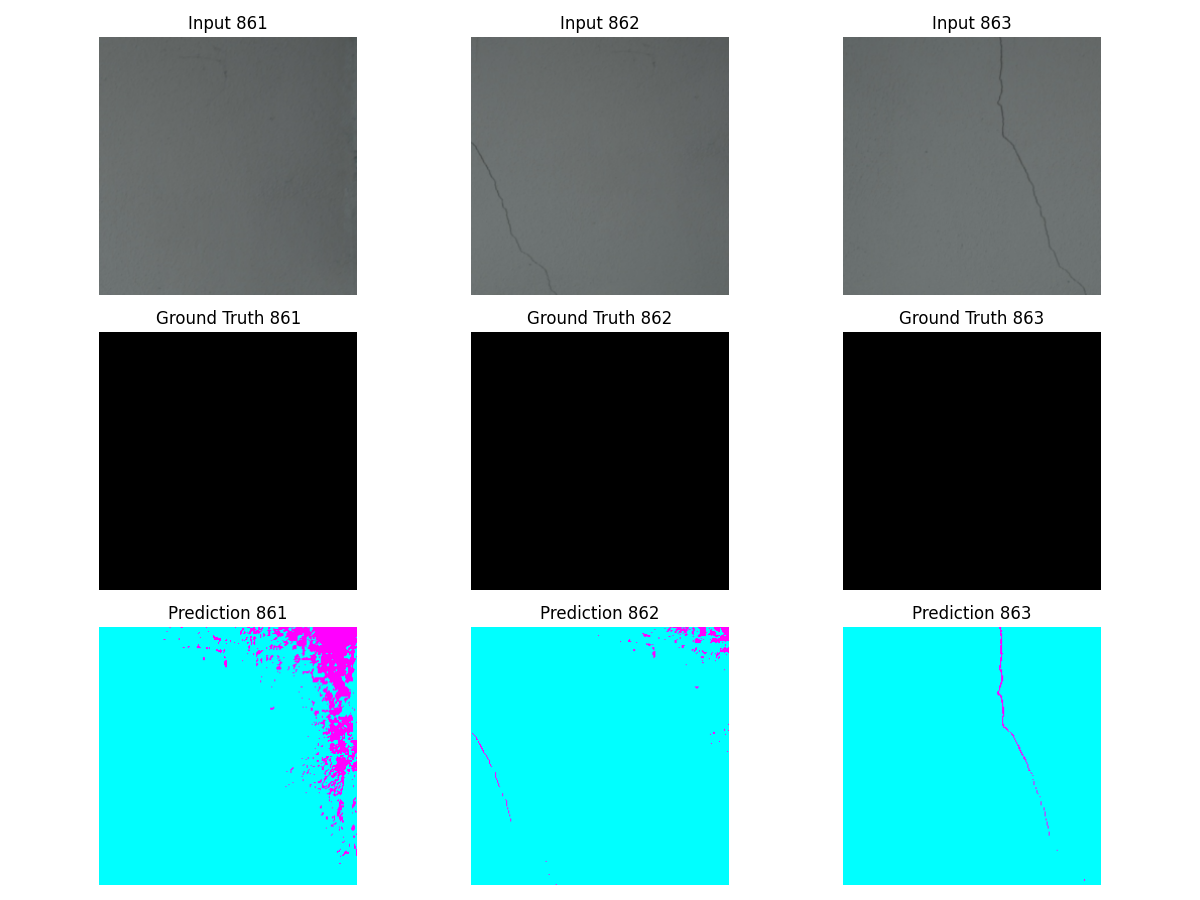 Input 861
Input 862
Input 863
Ground Truth 861
Ground Truth 862
Ground Truth 863
Prediction 861
Prediction 862
Prediction 863